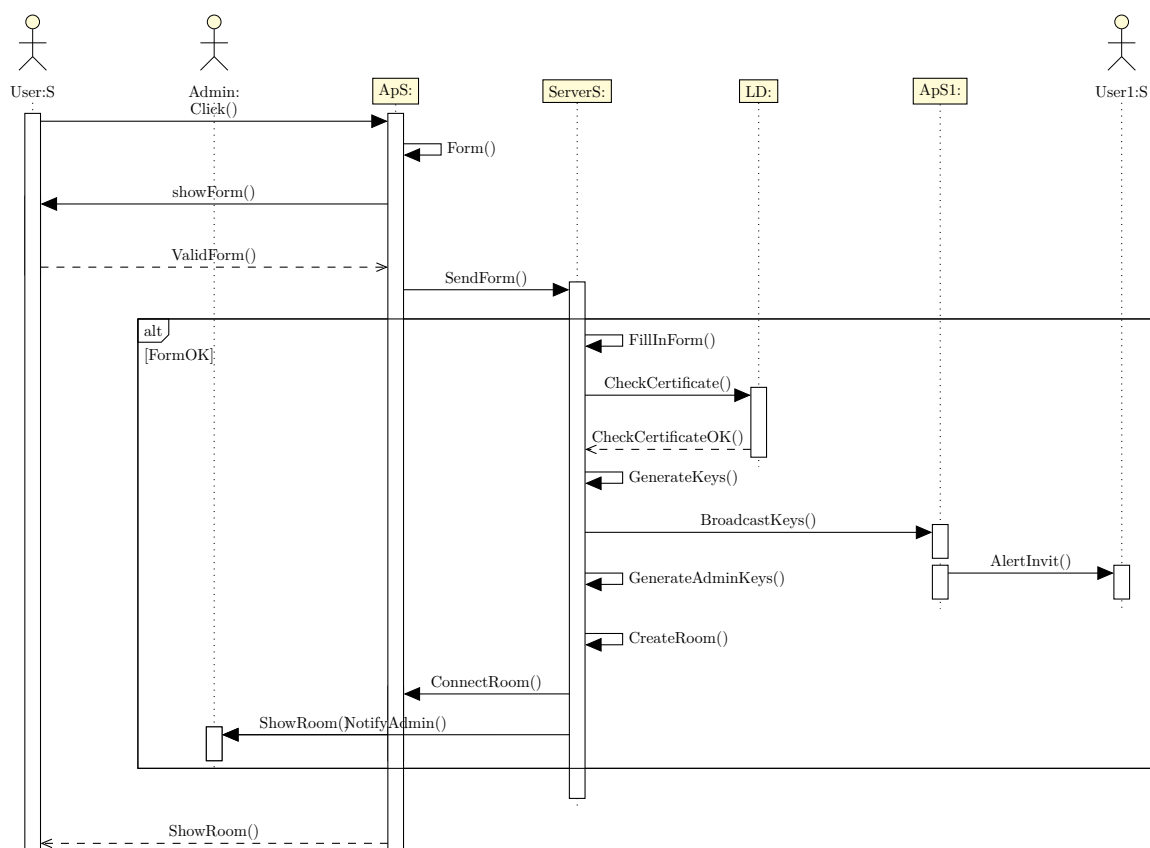 User:S
Admin:
ApS:
ServerS:
LD:
ApS1:
User1:S
Click()
Form()
showForm()
ValidForm()
SendForm()
alt
[FormOK]
FillInForm()
CheckCertificate()
CheckCertificateOK()
GenerateKeys()
BroadcastKeys()
AlertInvit()
GenerateAdminKeys()
CreateRoom()
ConnectRoom()
ShowRoom()
NotifyAdmin()
ShowRoom()